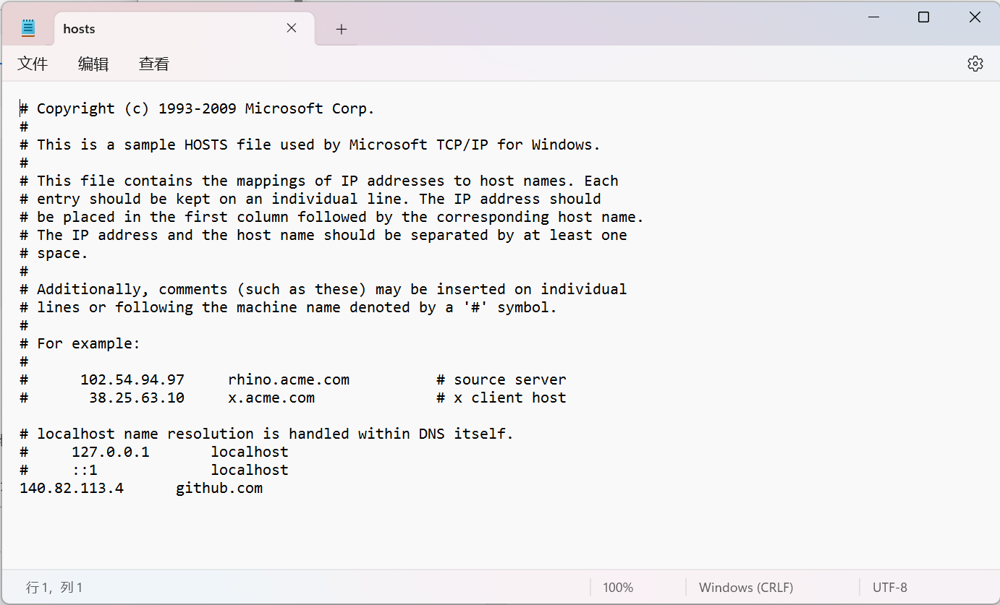 hosts
文件 编辑 查看
# Copyright (c) 1993-2009 Microsoft Corp.
#
# This is a sample HOSTS file used by Microsoft TCP/IP for Windows.
#
# This file contains the mappings of IP addresses to host names. Each
# entry should be kept on an individual line. The IP address should
# be placed in the first column followed by the corresponding host name.
# The IP address and the host name should be separated by at least one
# space.
#
# Additionally, comments (such as these) may be inserted on individual
# lines or following the machine name denoted by a '#' symbol.
#
# For example:
#
#      102.54.94.97     rhino.acme.com          # source server
#       38.25.63.10     x.acme.com              # x client host

# localhost name resolution is handled within DNS itself.
#     127.0.0.1       localhost
#     ::1             localhost
140.82.113.4      github.com
行 1，列 1 100% Windows (CRLF) UTF-8